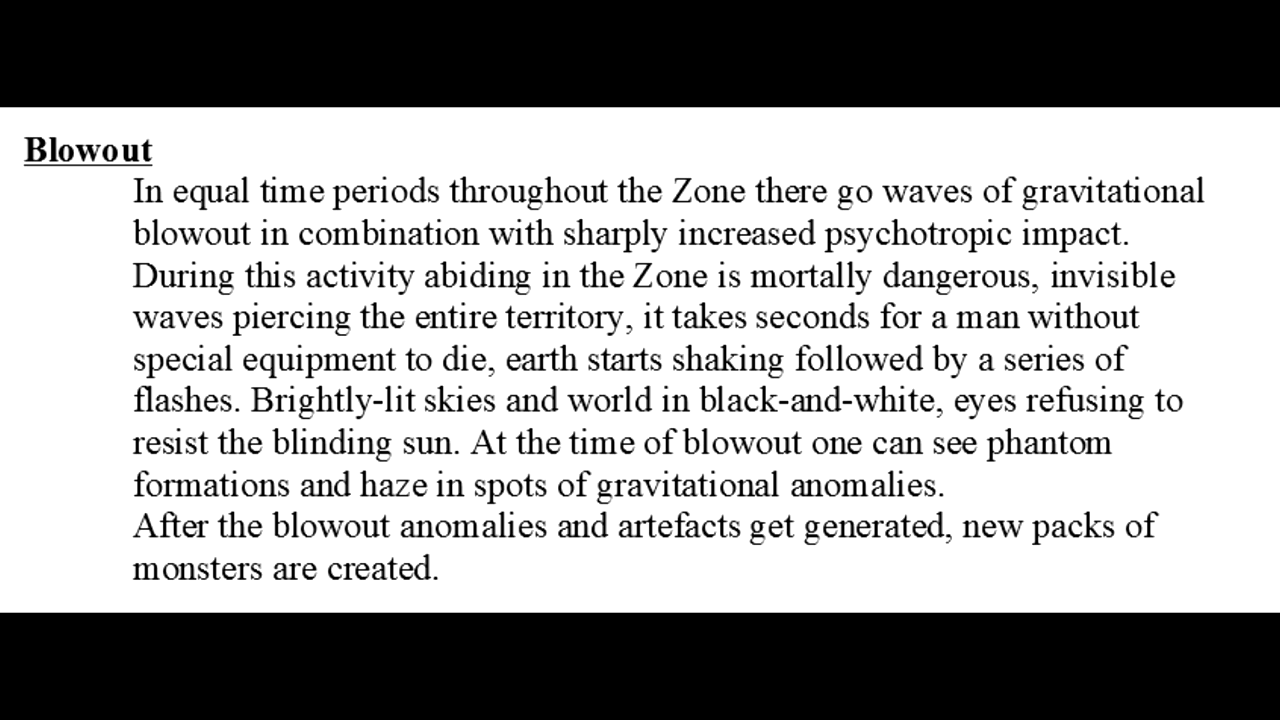 Blowout
In equal time periods throughout the Zone there go waves of gravitational
blowout in combination with sharply increased psychotropic impact.
During this activity abiding in the Zone is mortally dangerous, invisible
waves piercing the entire territory, it takes seconds for a man without
special equipment to die, earth starts shaking followed by a series of
flashes. Brightly-lit skies and world in black-and-white, eyes refusing to
resist the blinding sun. At the time of blowout one can see phantom
formations and haze in spots of gravitational anomalies.
After the blowout anomalies and artefacts get generated, new packs of
monsters are created.